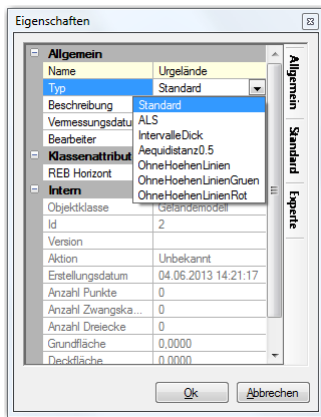 Eigenschaften
Allgemein
Name Urgelände
Typ Standard
Beschreibung Standard
ALS
Vermessungsdatu
IntervalleDick
Bearbeiter Aequidistanz0.5
Klassenattribut OhneHoehenLinien
REB Horizont OhneHoehenLinienGruen
Intern OhneHoehenLinienRot
Objektklasse Geländemodell
Id 2
Version
Aktion Unbekannt
Erstellungsdatum 04.06.2013 14:21:17
Anzahl Punkte 0
Anzahl Zwangska... 0
Anzahl Dreiecke 0
Grundfläche 0,0000
Deckfläche 0,0000
Allgemein
Standard
Experte
Ok Abbrechen